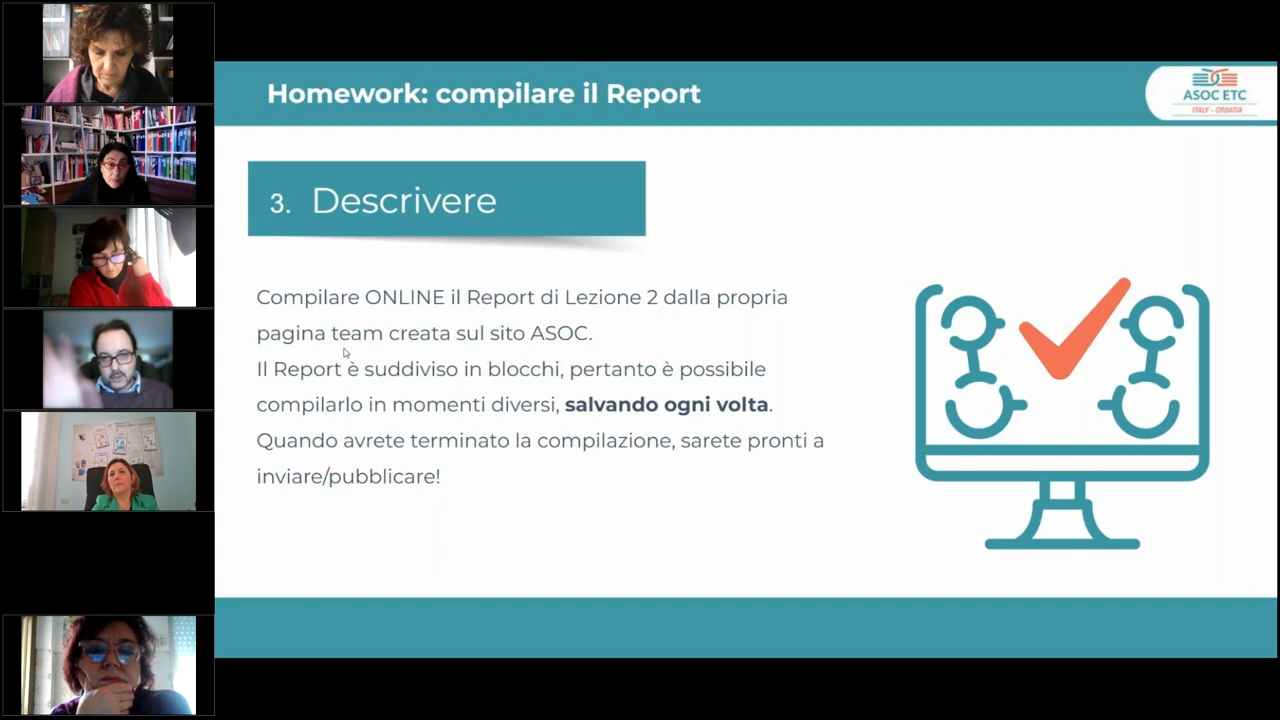 Homework: compilare il Report
ASOC ETC
ITALY - CROATIA
3. Descrivere
Compilare ONLINE il Report di Lezione 2 dalla propria
pagina team creata sul sito ASOC.
Il Report è suddiviso in blocchi, pertanto è possibile
compilarlo in momenti diversi, salvando ogni volta.
Quando avrete terminato la compilazione, sarete pronti a
inviare/pubblicare!